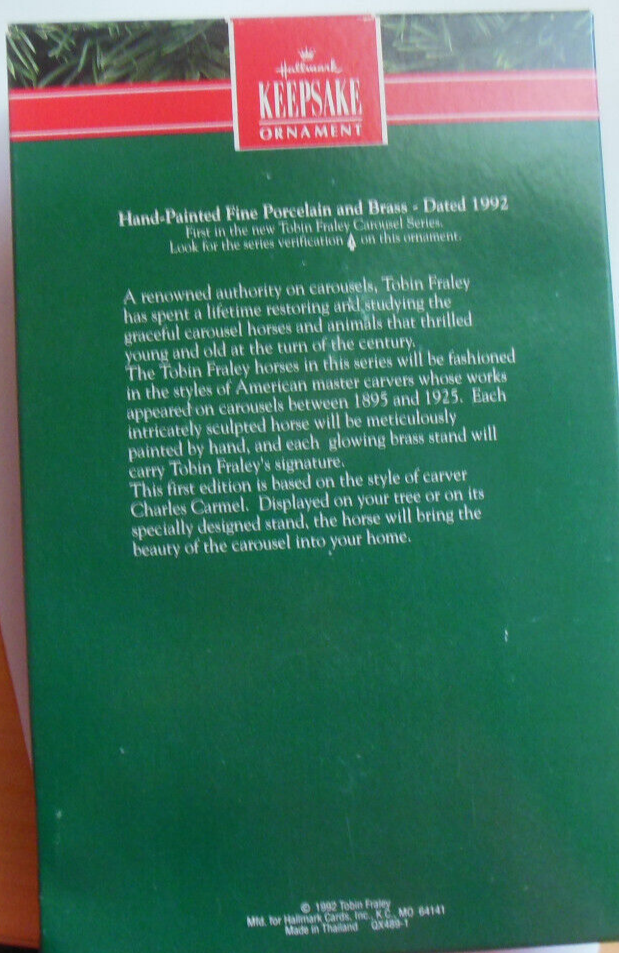 Hallmark
KEEPSAKE
ORNAMENT
Hand-Painted Fine Porcelain and Brass - Dated 1992
First in the new Tobin Fraley Carousel Series.
Look for the series verification on this ornament.
A renowned authority on carousels, Tobin Fraley
has spent a lifetime restoring and studying the
graceful carousel horses and animals that thrilled
young and old at the turn of the century.
The Tobin Fraley horses in this series will be fashioned
in the styles of American master carvers whose works
appeared on carousels between 1895 and 1925. Each
intricately sculpted horse will be meticulously
painted by hand, and each glowing brass stand will
carry Tobin Fraley's signature.
This first edition is based on the style of carver
Charles Carmel. Displayed on your tree or on its
specially designed stand, the horse will bring the
beauty of the carousel into your home.
© 1992 Tobin Fraley
Mfd. for Hallmark Cards, Inc., K.C., MO 64141
Made in Thailand QX489-1